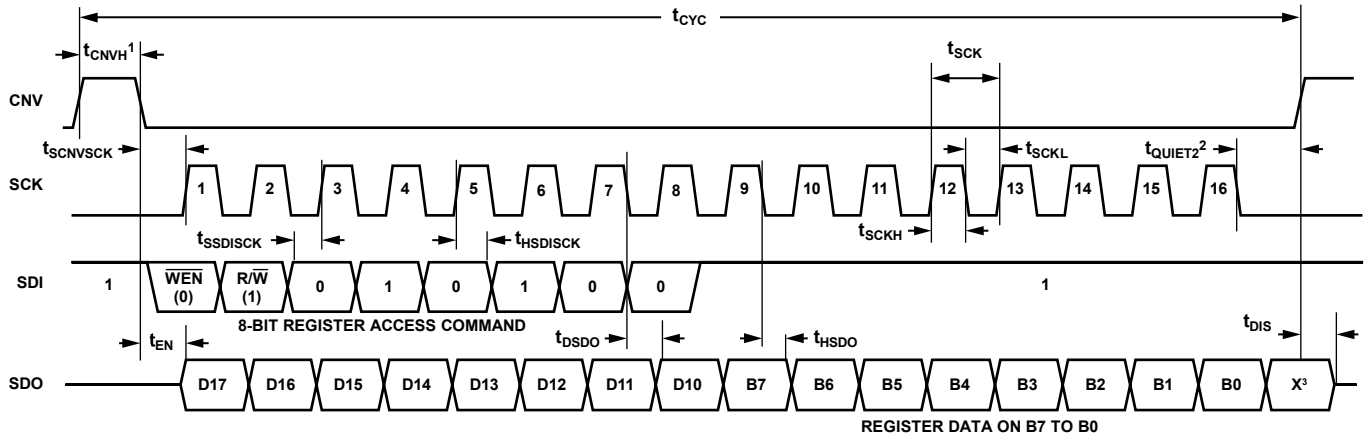 tCYC
tCNVH1
tSCK
CNV
tSCNVSCK
tSCKL
tQUIET22
SCK
1 2 3 4 5 6 7 8 9 10 11 12 13 14 15 16
tSSDISCK
tHSDISCK
tSCKH
SDI
1
WEN (0)
R/W (1)
0 1 0 1 0 0
1
8-BIT REGISTER ACCESS COMMAND
tEN
tDSDO
tHSDO
tDIS
SDO
D17 D16 D15 D14 D13 D12 D11 D10 B7 B6 B5 B4 B3 B2 B1 B0 X3
REGISTER DATA ON B7 TO B0